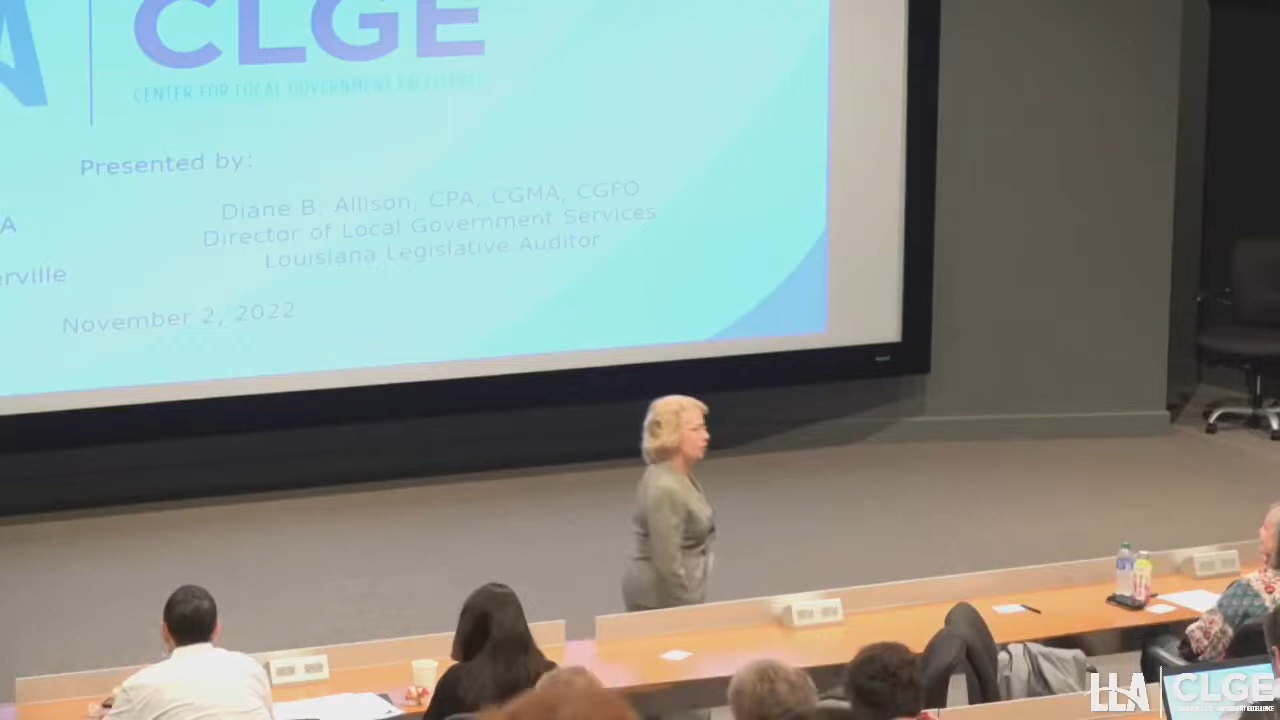 A CLGE
CENTER FOR LOCAL GOVERNMENT EXCELLENCE
Presented by:
A
Diane B. Allison, CPA, CGMA, CGFO
Director of Local Government Services
Louisiana Legislative Auditor
erville
November 2, 2022
LLA CLGE